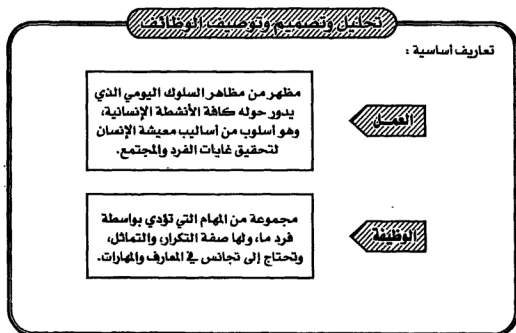 تحليل وتصميم وتوصيف الوظائف
تعاريف أساسية :
العمل
مظهر من مظاهر السلوك اليومي الذي
يدور حوله كافة الأنشطة الإنسانية،
وهو أسلوب من أساليب معيشة الإنسان
لتحقيق غايات الفرد والمجتمع.
الوظيفة
مجموعة من المهام التي تؤدي بواسطة
فرد ما، ولها صفة التكرار، والتماثل،
وتحتاج إلى تجانس في المعارف والمهارات.